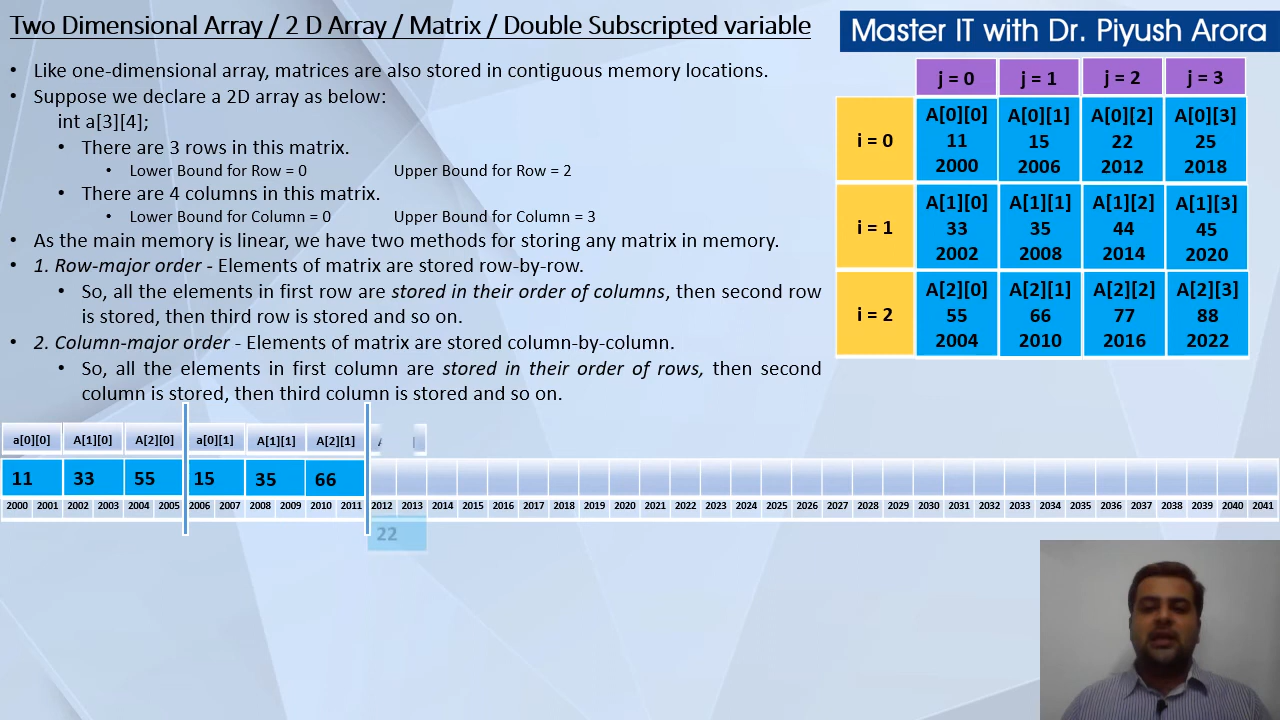 Two Dimensional Array / 2 D Array / Matrix / Double Subscripted variable
Master IT with Dr. Piyush Arora
• Like one-dimensional array, matrices are also stored in contiguous memory locations.
• Suppose we declare a 2D array as below:
int a[3][4];
• There are 3 rows in this matrix.
• Lower Bound for Row = 0 Upper Bound for Row = 2
• There are 4 columns in this matrix.
• Lower Bound for Column = 0 Upper Bound for Column = 3
• As the main memory is linear, we have two methods for storing any matrix in memory.
• 1. Row-major order - Elements of matrix are stored row-by-row.
• So, all the elements in first row are stored in their order of columns, then second row
is stored, then third row is stored and so on.
• 2. Column-major order - Elements of matrix are stored column-by-column.
• So, all the elements in first column are stored in their order of rows, then second
column is stored, then third column is stored and so on.
j = 0 j = 1 j = 2 j = 3
A[0][0] A[0][1] A[0][2] A[0][3]
i = 0 11 15 22 25
2000 2006 2012 2018
A[1][0] A[1][1] A[1][2] A[1][3]
i = 1 33 35 44 45
2002 2008 2014 2020
A[2][0] A[2][1] A[2][2] A[2][3]
i = 2 55 66 77 88
2004 2010 2016 2022
a[0][0] A[1][0] A[2][0] a[0][1] A[1][1] A[2][1]
11 33 55 15 35 66
2000 2001 2002 2003 2004 2005 2006 2007 2008 2009 2010 2011 2012 2013 2014 2015 2016 2017 2018 2019 2020 2021 2022 2023 2024 2025 2026 2027 2028 2029 2030 2031 2032 2033 2034 2035 2036 2037 2038 2039 2040 2041
22